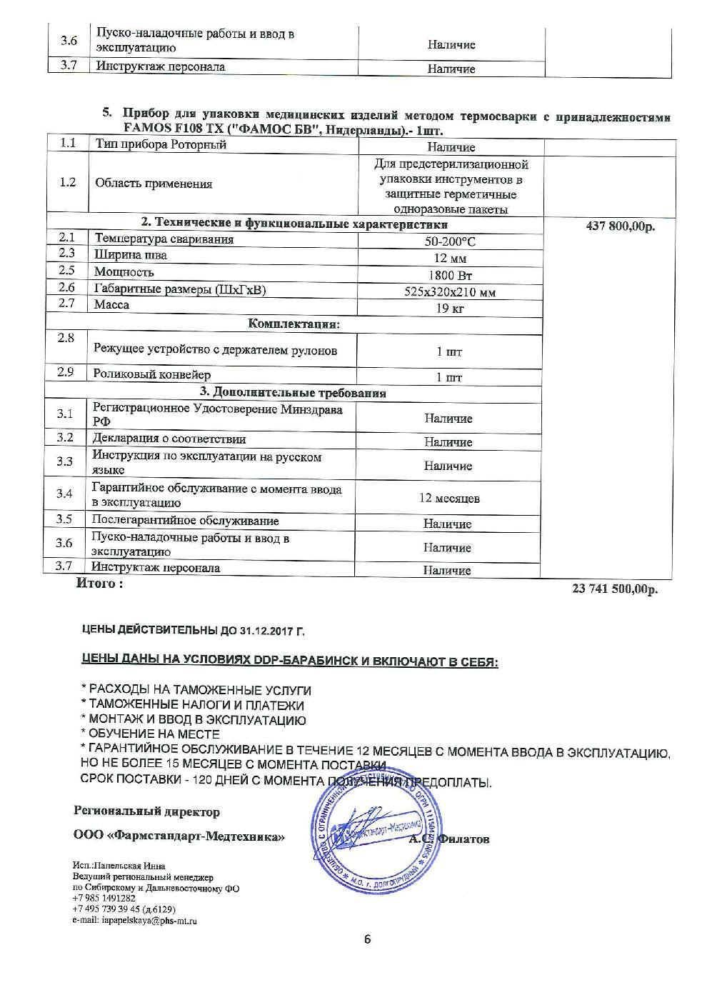 3.6 Пуско-наладочные работы и ввод в
эксплуатацию Наличие
3.7 Инструктаж персонала Наличие
5. Прибор для упаковки медицинских изделий методом термосварки с принадлежностями
FAMOS F108 TX ("ФАМОС БВ", Нидерланды).- 1шт.
1.1 Тип прибора Роторный Наличие
1.2 Область применения Для предстерилизационной
упаковки инструментов в
защитные герметичные
одноразовые пакеты
2. Технические и функциональные характеристики 437 800,00р.
2.1 Температура сваривания 50-200°С
2.3 Ширина шва 12 мм
2.5 Мощность 1800 Вт
2.6 Габаритные размеры (ШхГхВ) 525х320х210 мм
2.7 Масса 19 кг
Комплектация:
2.8 Режущее устройство с держателем рулонов 1 шт
2.9 Роликовый конвейер 1 шт
3. Дополнительные требования
3.1 Регистрационное Удостоверение Минздрава
РФ Наличие
3.2 Декларация о соответствии Наличие
3.3 Инструкция по эксплуатации на русском
языке Наличие
3.4 Гарантийное обслуживание с момента ввода
в эксплуатацию 12 месяцев
3.5 Послегарантийное обслуживание Наличие
3.6 Пуско-наладочные работы и ввод в
эксплуатацию Наличие
3.7 Инструктаж персонала Наличие
Итого : 23 741 500,00р.
ЦЕНЫ ДЕЙСТВИТЕЛЬНЫ ДО 31.12.2017 Г.
ЦЕНЫ ДАНЫ НА УСЛОВИЯХ DDP-БАРАБИНСК И ВКЛЮЧАЮТ В СЕБЯ:
* РАСХОДЫ НА ТАМОЖЕННЫЕ УСЛУГИ
* ТАМОЖЕННЫЕ НАЛОГИ И ПЛАТЕЖИ
* МОНТАЖ И ВВОД В ЭКСПЛУАТАЦИЮ
* ОБУЧЕНИЕ НА МЕСТЕ
* ГАРАНТИЙНОЕ ОБСЛУЖИВАНИЕ В ТЕЧЕНИЕ 12 МЕСЯЦЕВ С МОМЕНТА ВВОДА В ЭКСПЛУАТАЦИЮ,
НО НЕ БОЛЕЕ 15 МЕСЯЦЕВ С МОМЕНТА ПОСТАВКИ
СРОК ПОСТАВКИ - 120 ДНЕЙ С МОМЕНТА ПОЛУЧЕНИЯ ПРЕДОПЛАТЫ.
Региональный директор
ООО «Фармстандарт-Медтехника» А.С. Филатов
ОБЩЕСТВО С ОГРАНИЧЕННОЙ ОТВЕТСТВЕННОСТЬЮ ОГРН
М.О. г. ДОЛГОПРУДНЫЙ
Фармстандарт-Медтехника
Исп.:Папельская Инна
Ведущий региональный менеджер
по Сибирскому и Дальневосточному ФО
+7 985 1491282
+7 495 739 39 45 (д.6129)
e-mail: iapapelskaya@phs-mt.ru
6